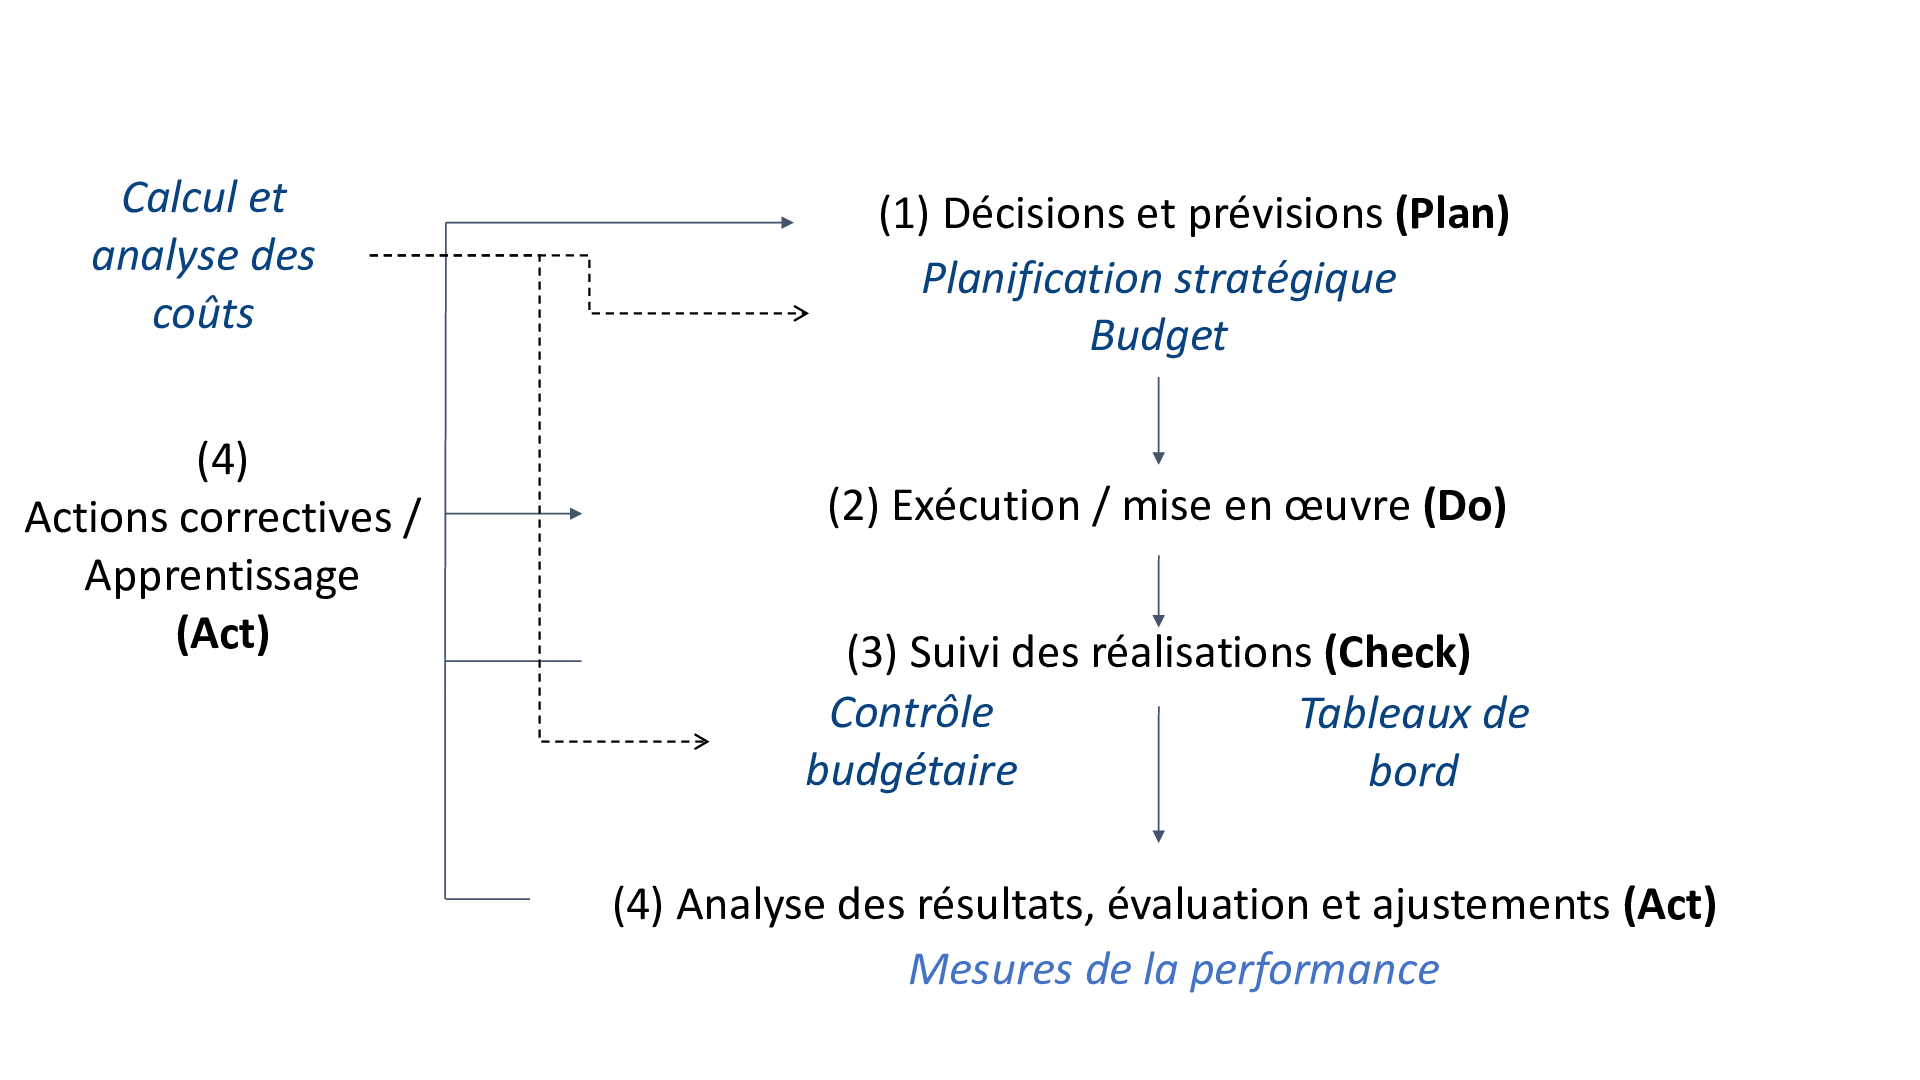 Calcul et
analyse des
coûts
(1) Décisions et prévisions (Plan)
Planification stratégique
Budget
(4)
Actions correctives /
Apprentissage
(Act)
(2) Exécution / mise en œuvre (Do)
(3) Suivi des réalisations (Check)
Contrôle
budgétaire
Tableaux de
bord
(4) Analyse des résultats, évaluation et ajustements (Act)
Mesures de la performance